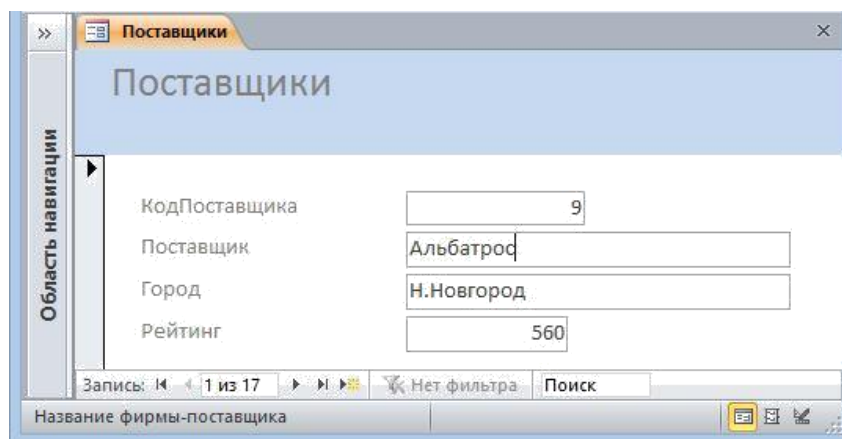 Поставщики
Поставщики
Область навигации
КодПоставщика 9
Поставщик Альбатрос
Город Н.Новгород
Рейтинг 560
Запись: 1 из 17 Нет фильтра Поиск
Название фирмы-поставщика